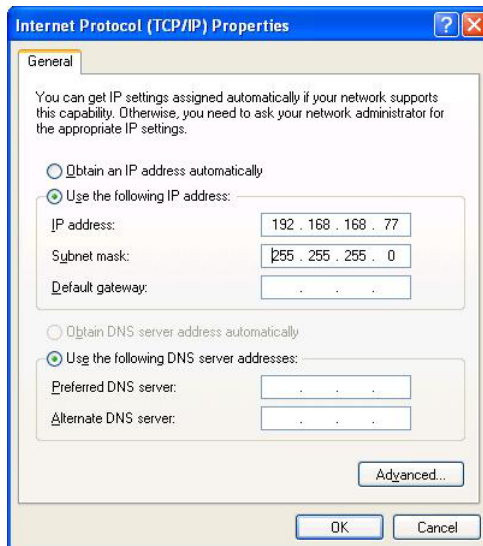 Internet Protocol (TCP/IP) Properties
General
You can get IP settings assigned automatically if your network supports
this capability. Otherwise, you need to ask your network administrator for
the appropriate IP settings.
Obtain an IP address automatically
Use the following IP address:
IP address: 192 . 168 . 168 . 77
Subnet mask: 255 . 255 . 255 . 0
Default gateway: . . .
Obtain DNS server address automatically
Use the following DNS server addresses:
Preferred DNS server: . . .
Alternate DNS server: . . .
Advanced...
OK Cancel